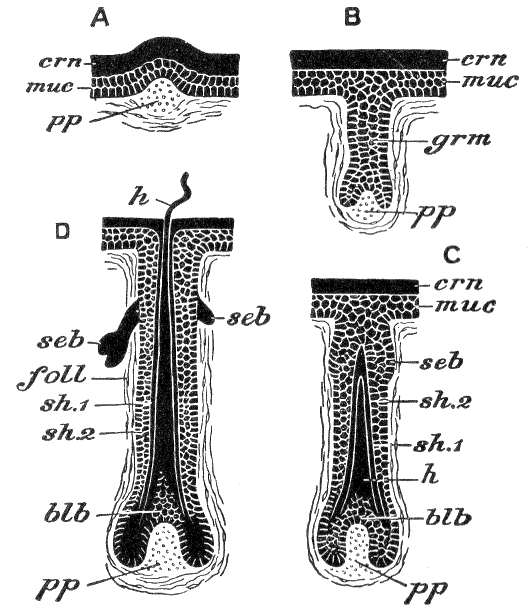 A
crn
muc
pp
B
crn
muc
grm
pp
D
h
seb
seb
foll
sh.1
sh.2
blb
pp
C
crn
muc
seb
sh.2
sh.1
h
blb
pp